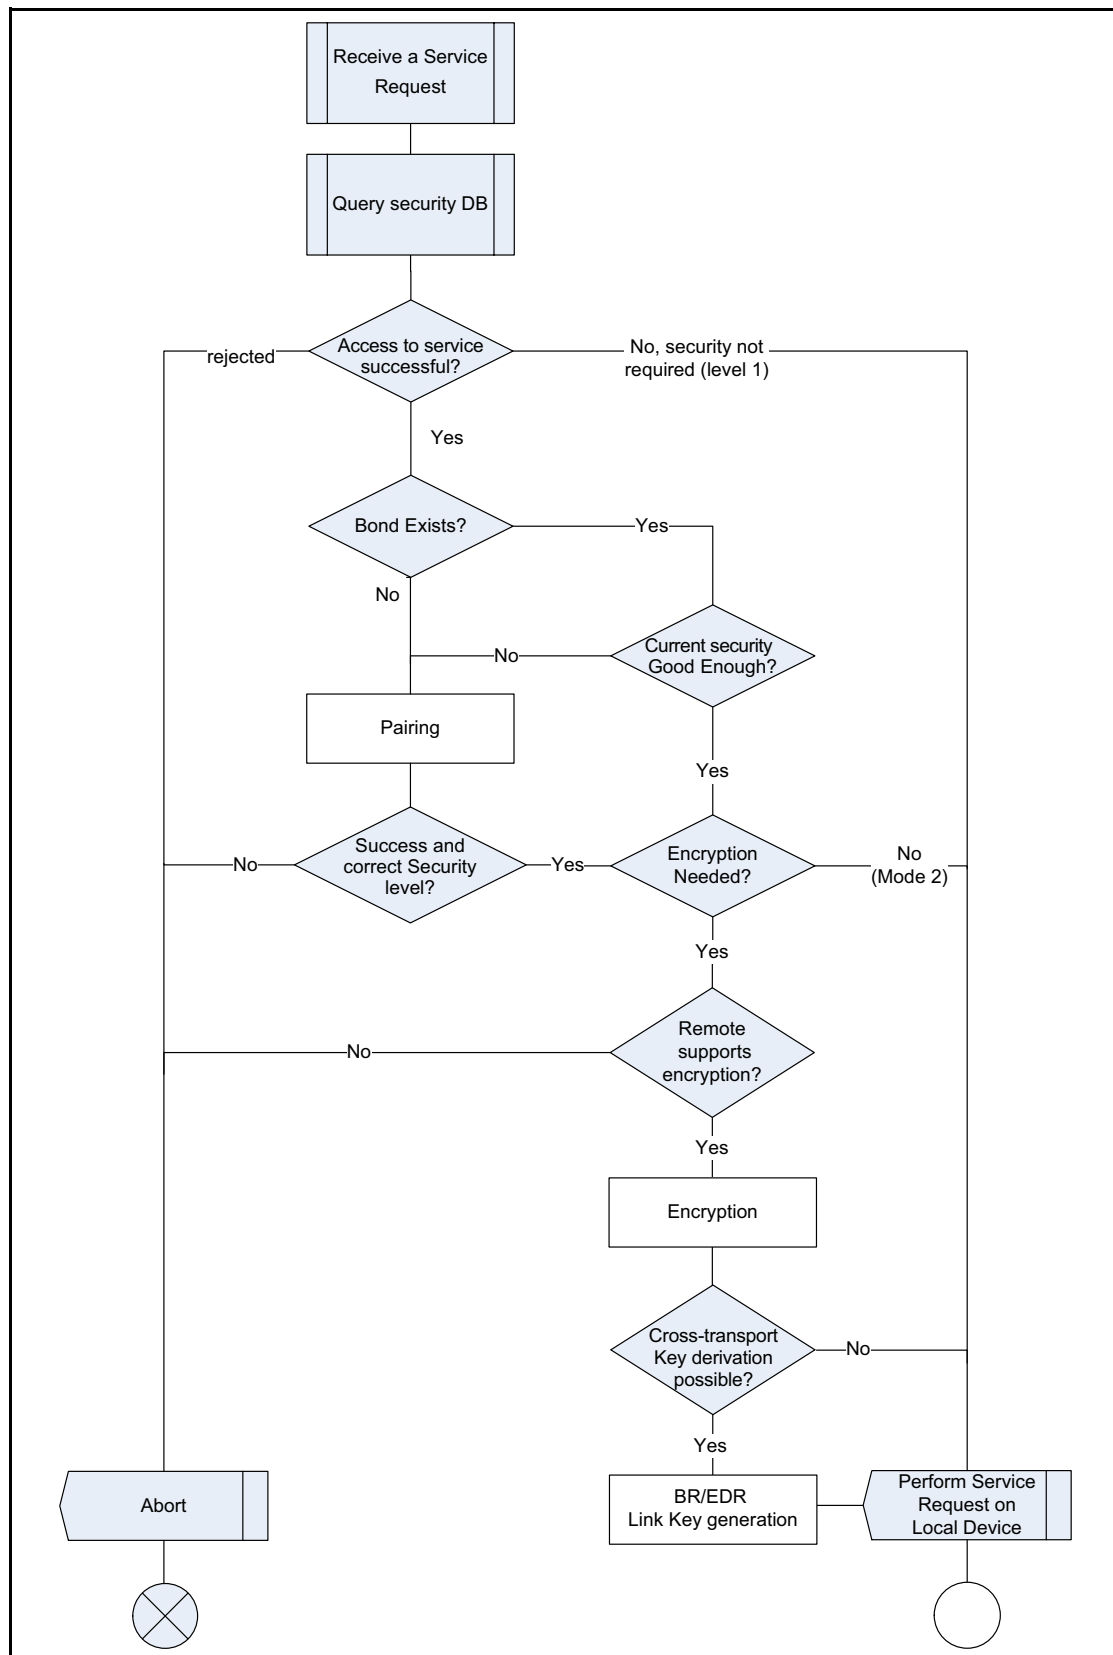 Receive a Service
Request
Query security DB
Access to service
successful?
rejected
No, security not
required (level 1)
Yes
Bond Exists?
Yes
No
Current security
Good Enough?
No
Pairing
Yes
Success and
correct Security
level?
No
Yes
Encryption
Needed?
No
(Mode 2)
Yes
Remote
supports
encryption?
No
Yes
Encryption
Cross-transport
Key derivation
possible?
No
Yes
Abort
BR/EDR
Link Key generation
Perform Service
Request on
Local Device